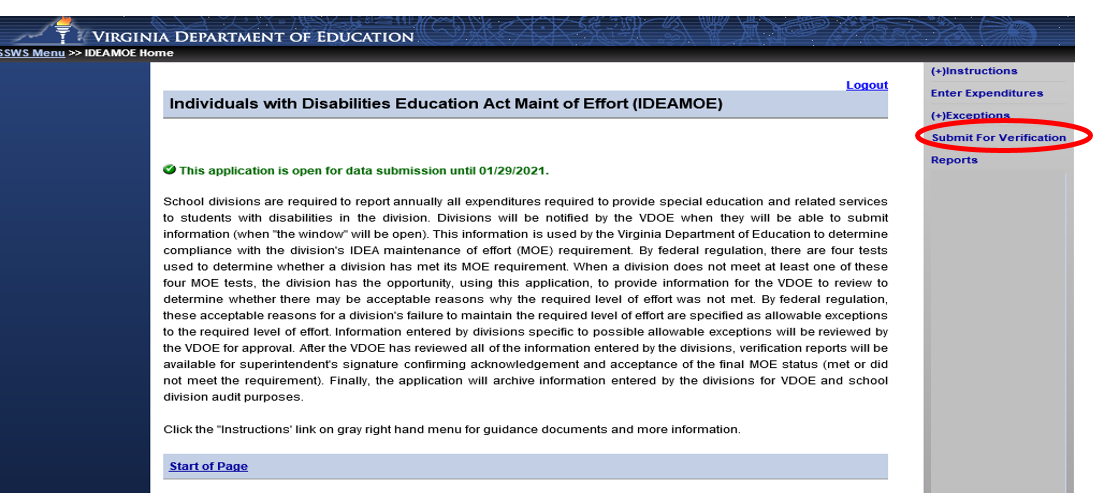 VIRGINIA DEPARTMENT OF EDUCATION
SSWS Menu >> IDEAMOE Home
Logout
Individuals with Disabilities Education Act Maint of Effort (IDEAMOE)
This application is open for data submission until 01/29/2021.
School divisions are required to report annually all expenditures required to provide special education and related services
to students with disabilities in the division. Divisions will be notified by the VDOE when they will be able to submit
information (when "the window" will be open). This information is used by the Virginia Department of Education to determine
compliance with the division's IDEA maintenance of effort (MOE) requirement. By federal regulation, there are four tests
used to determine whether a division has met its MOE requirement. When a division does not meet at least one of these
four MOE tests, the division has the opportunity, using this application, to provide information for the VDOE to review to
determine whether there may be acceptable reasons why the required level of effort was not met. By federal regulation,
these acceptable reasons for a division's failure to maintain the required level of effort are specified as allowable exceptions
to the required level of effort. Information entered by divisions specific to possible allowable exceptions will be reviewed by
the VDOE for approval. After the VDOE has reviewed all of the information entered by the divisions, verification reports will be
available for superintendent's signature confirming acknowledgement and acceptance of the final MOE status (met or did
not meet the requirement). Finally, the application will archive information entered by the divisions for VDOE and school
division audit purposes.
Click the "Instructions' link on gray right hand menu for guidance documents and more information.
Start of Page
(+)Instructions
Enter Expenditures
(+)Exceptions
Submit For Verification
Reports